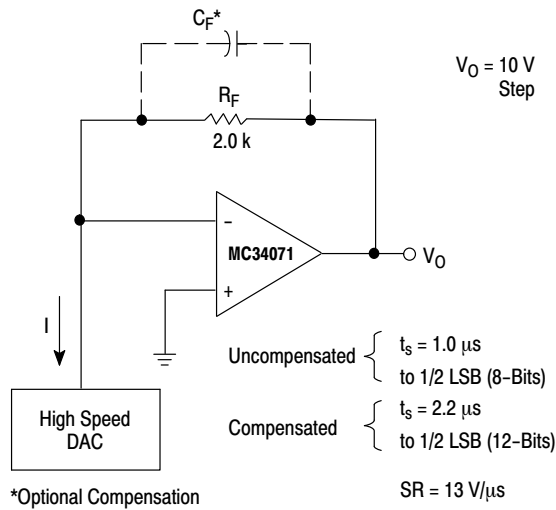 C_F*
V_O = 10 V
Step
R_F
2.0 k
−
MC34071
V_O
+
I
Uncompensated
t_s = 1.0 μs
to 1/2 LSB (8−Bits)
High Speed
DAC
Compensated
t_s = 2.2 μs
to 1/2 LSB (12−Bits)
*Optional Compensation
SR = 13 V/μs